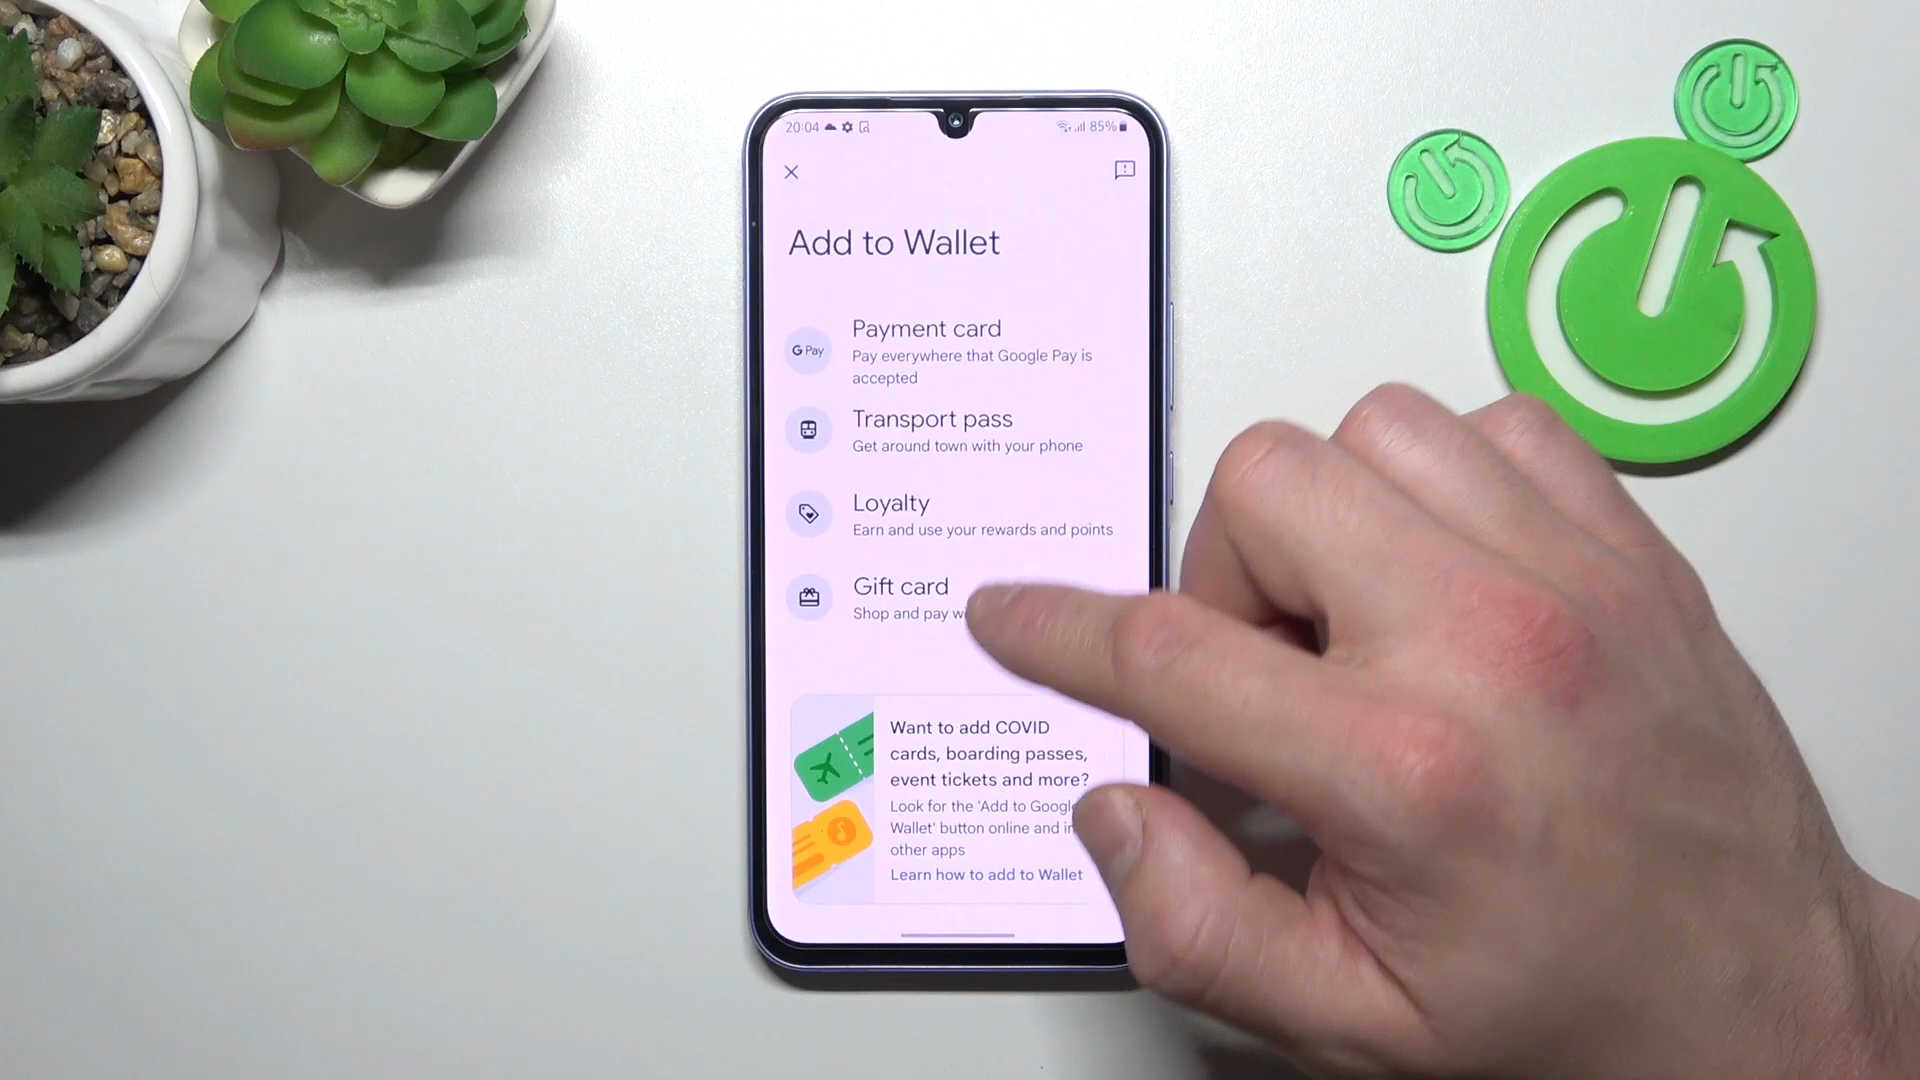 20:04
85%
Add to Wallet
G Pay
Payment card
Pay everywhere that Google Pay is
accepted
Transport pass
Get around town with your phone
Loyalty
Earn and use your rewards and points
Gift card
Shop and pay
Want to add COVID
cards, boarding passes,
event tickets and more?
Look for the 'Add to Google
Wallet' button online and in
other apps
Learn how to add to Wallet